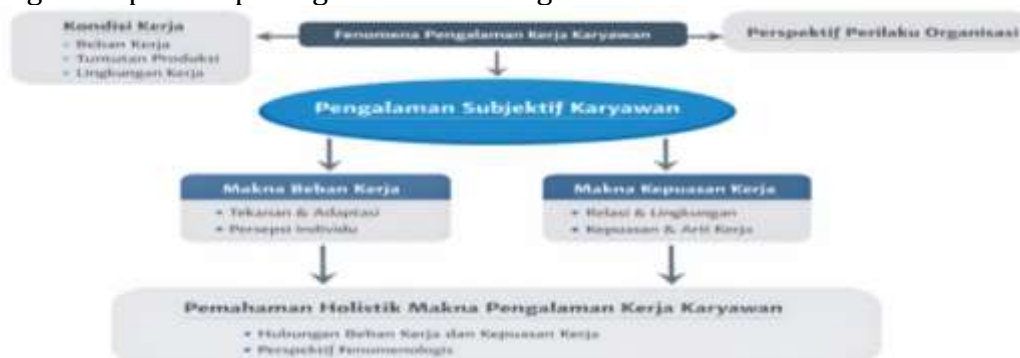 Kondisi Kerja
• Beban Kerja
• Tuntutan Produksi
• Lingkungan Kerja
Fenomena Pengalaman Kerja Karyawan
Perspektif Perilaku Organisasi
Pengalaman Subjektif Karyawan
Makna Beban Kerja
• Tekanan & Adaptasi
• Persepsi Individu
Makna Kepuasan Kerja
• Relasi & Lingkungan
• Kepuasan & Arti Kerja
Pemahaman Holistik Makna Pengalaman Kerja Karyawan
• Hubungan Beban Kerja dan Kepuasan Kerja
• Perspektif Fenomenologis